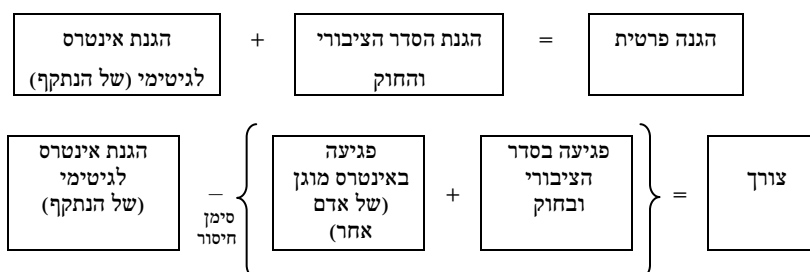 הגנת אינטרס
לגיטימי (של הנתקף)
+
הגנת הסדר הציבורי
והחוק
=
הגנה פרטית
הגנת אינטרס
לגיטימי
(של הנתקף)
–
סימן
חיסור
פגיעה
באינטרס מוגן
(של אדם
אחר)
+
פגיעה בסדר
הציבורי
ובחוק
=
צורך